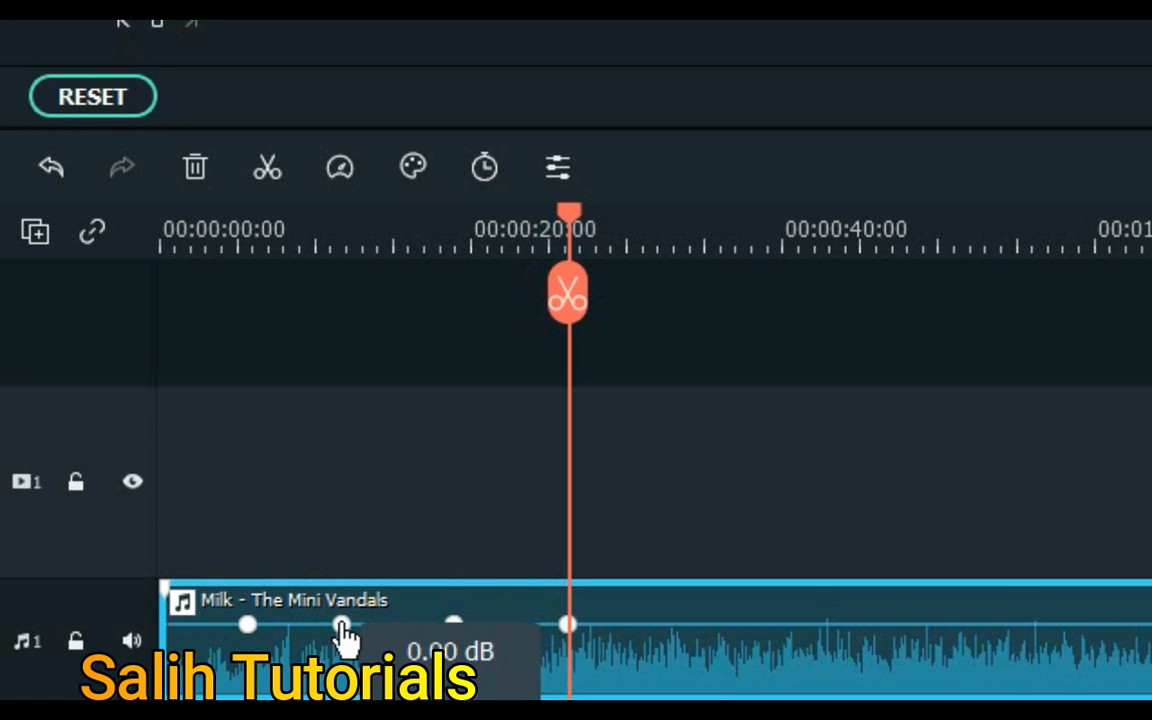 RESET
00:00:00:00
00:00:20:00
00:00:40:00
00:01
1
Milk - The Mini Vandals
1
0.00 dB
Salih Tutorials